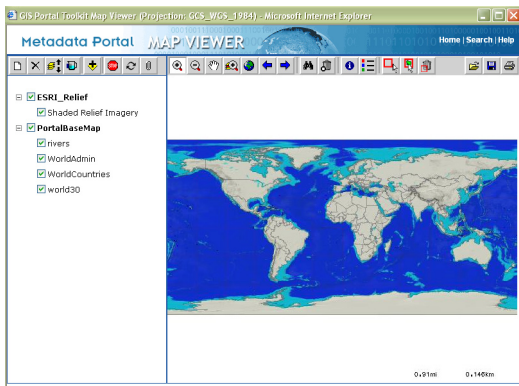 GIS Portal Toolkit Map Viewer (Projection: GCS_WGS_1984) - Microsoft Internet Explorer
Metadata Portal MAP VIEWER Home | Search | Help
ESRI_Relief
Shaded Relief Imagery
PortalBaseMap
rivers
WorldAdmin
WorldCountries
world30
0.91mi 0.146km